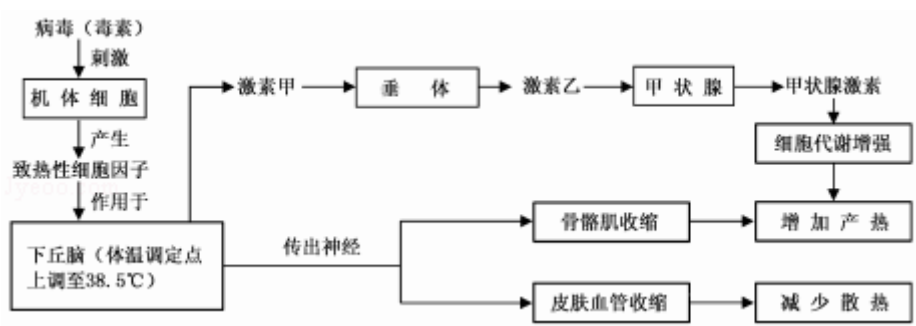 病毒（毒素）
刺激
机体细胞
产生
致热性细胞因子
作用于
下丘脑（体温调定点
上调至38.5℃）
激素甲
垂体
激素乙
甲状腺
甲状腺激素
细胞代谢增强
传出神经
骨骼肌收缩
增加产热
皮肤血管收缩
减少散热